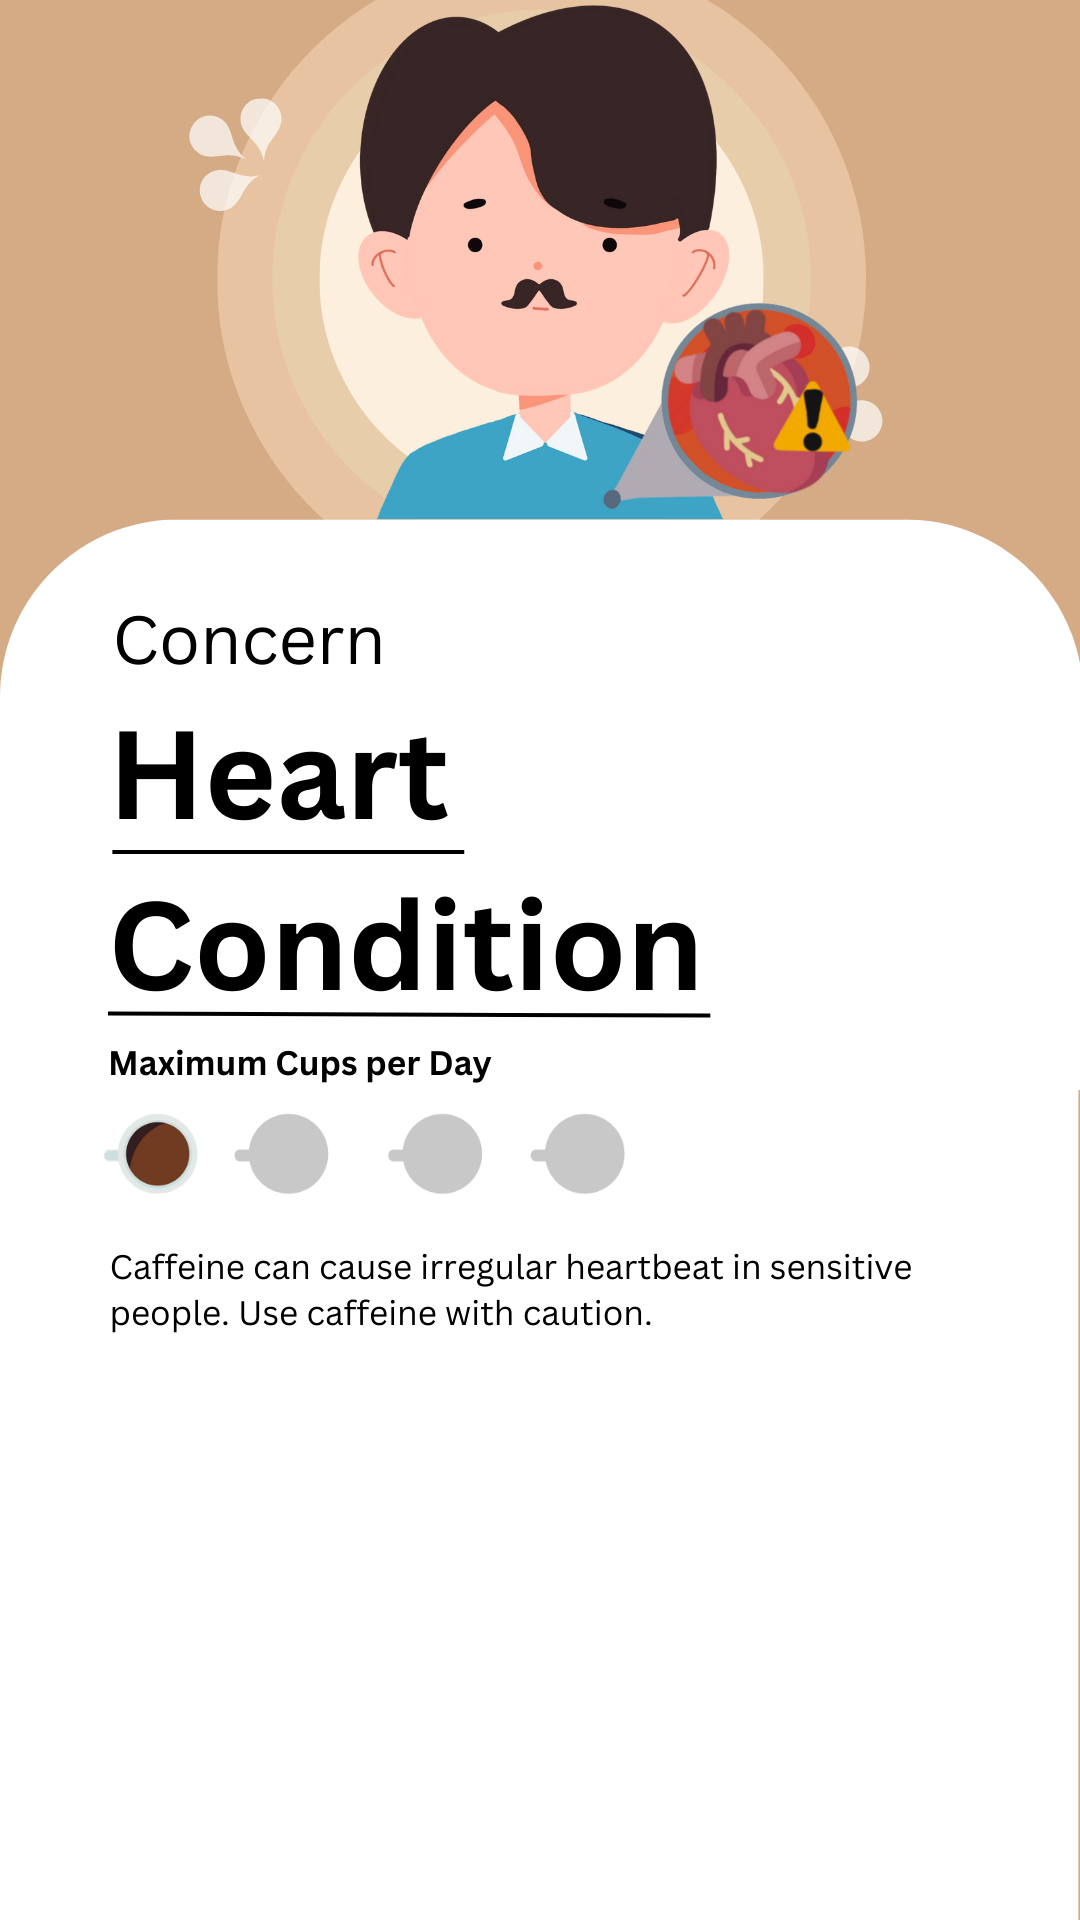 Concern
Heart
Condition
Maximum Cups per Day
Caffeine can cause irregular heartbeat in sensitive
people. Use caffeine with caution.